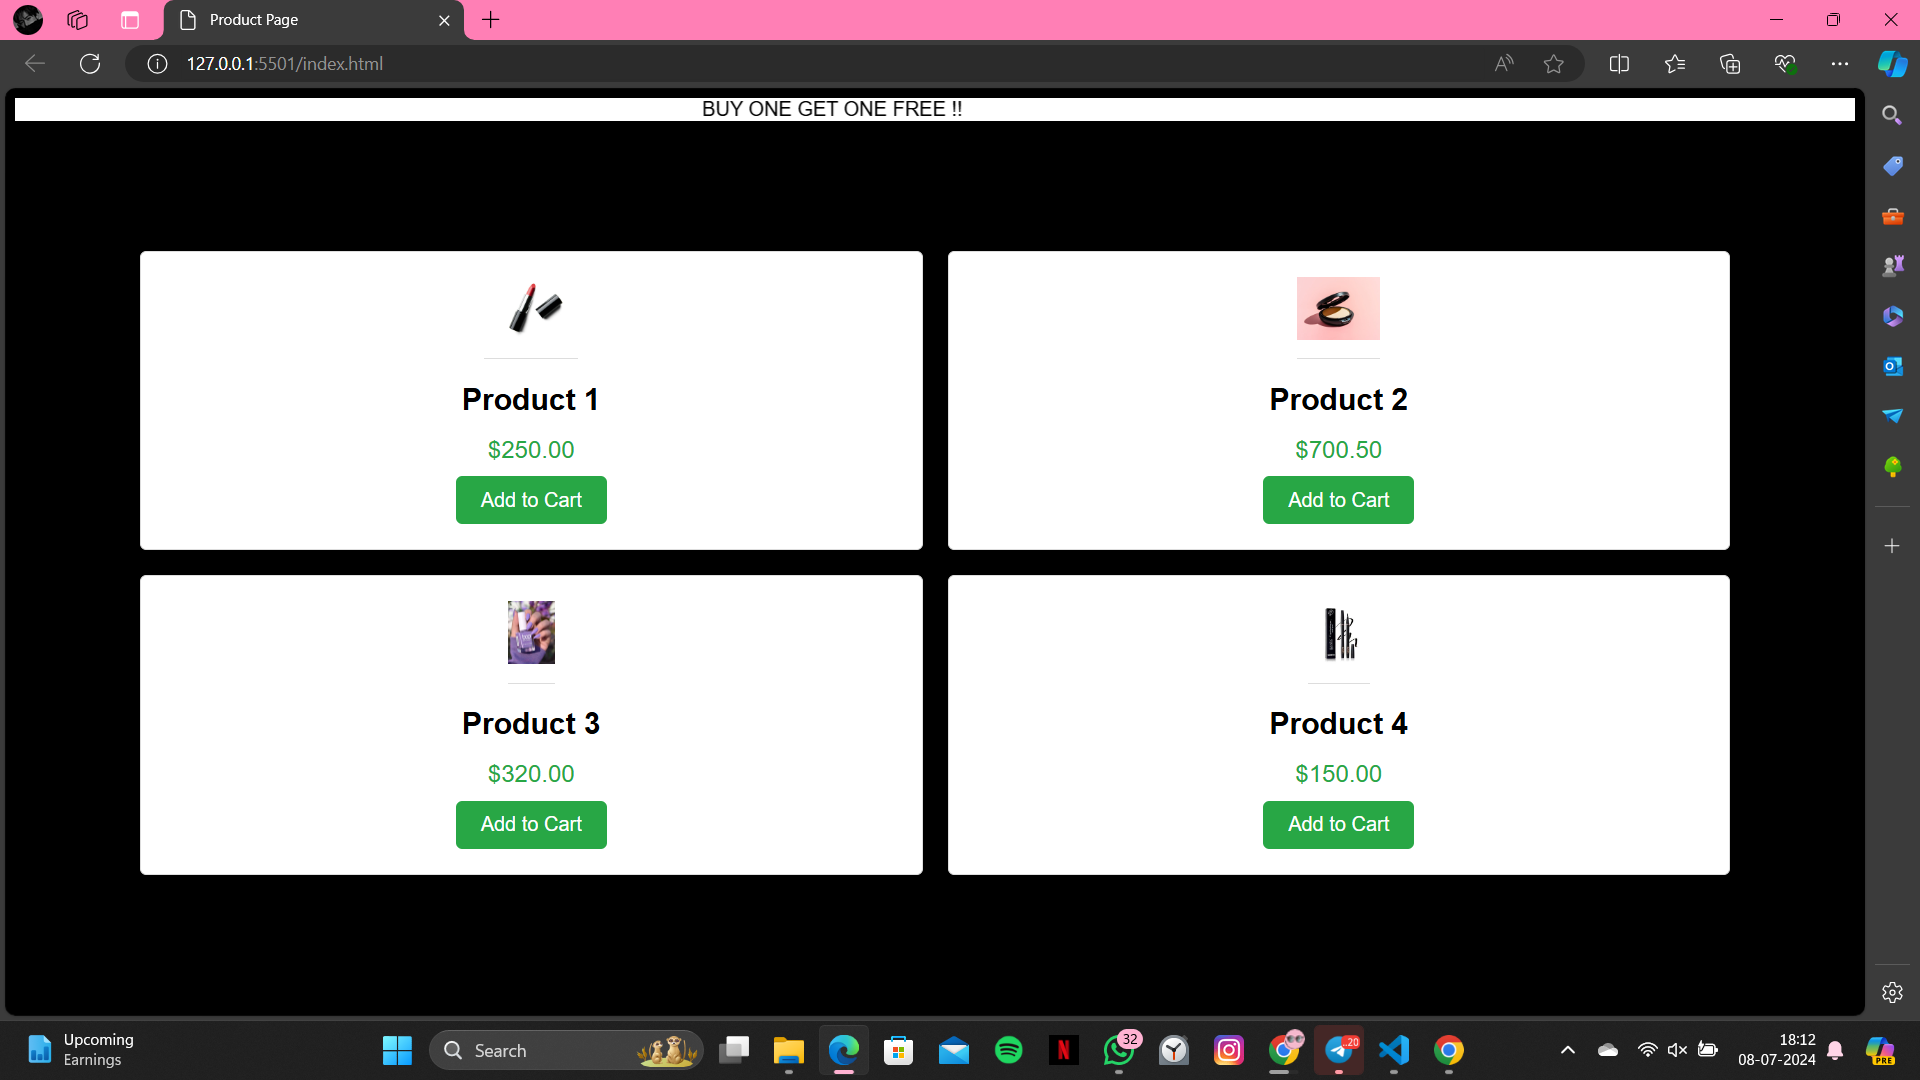 Product Page
127.0.0.1:5501/index.html
BUY ONE GET ONE FREE !!
Product 1
$250.00
Add to Cart
Product 2
$700.50
Add to Cart
Product 3
$320.00
Add to Cart
Product 4
$150.00
Add to Cart
Upcoming
Earnings
Search
32
20
18:12
08-07-2024
PRE